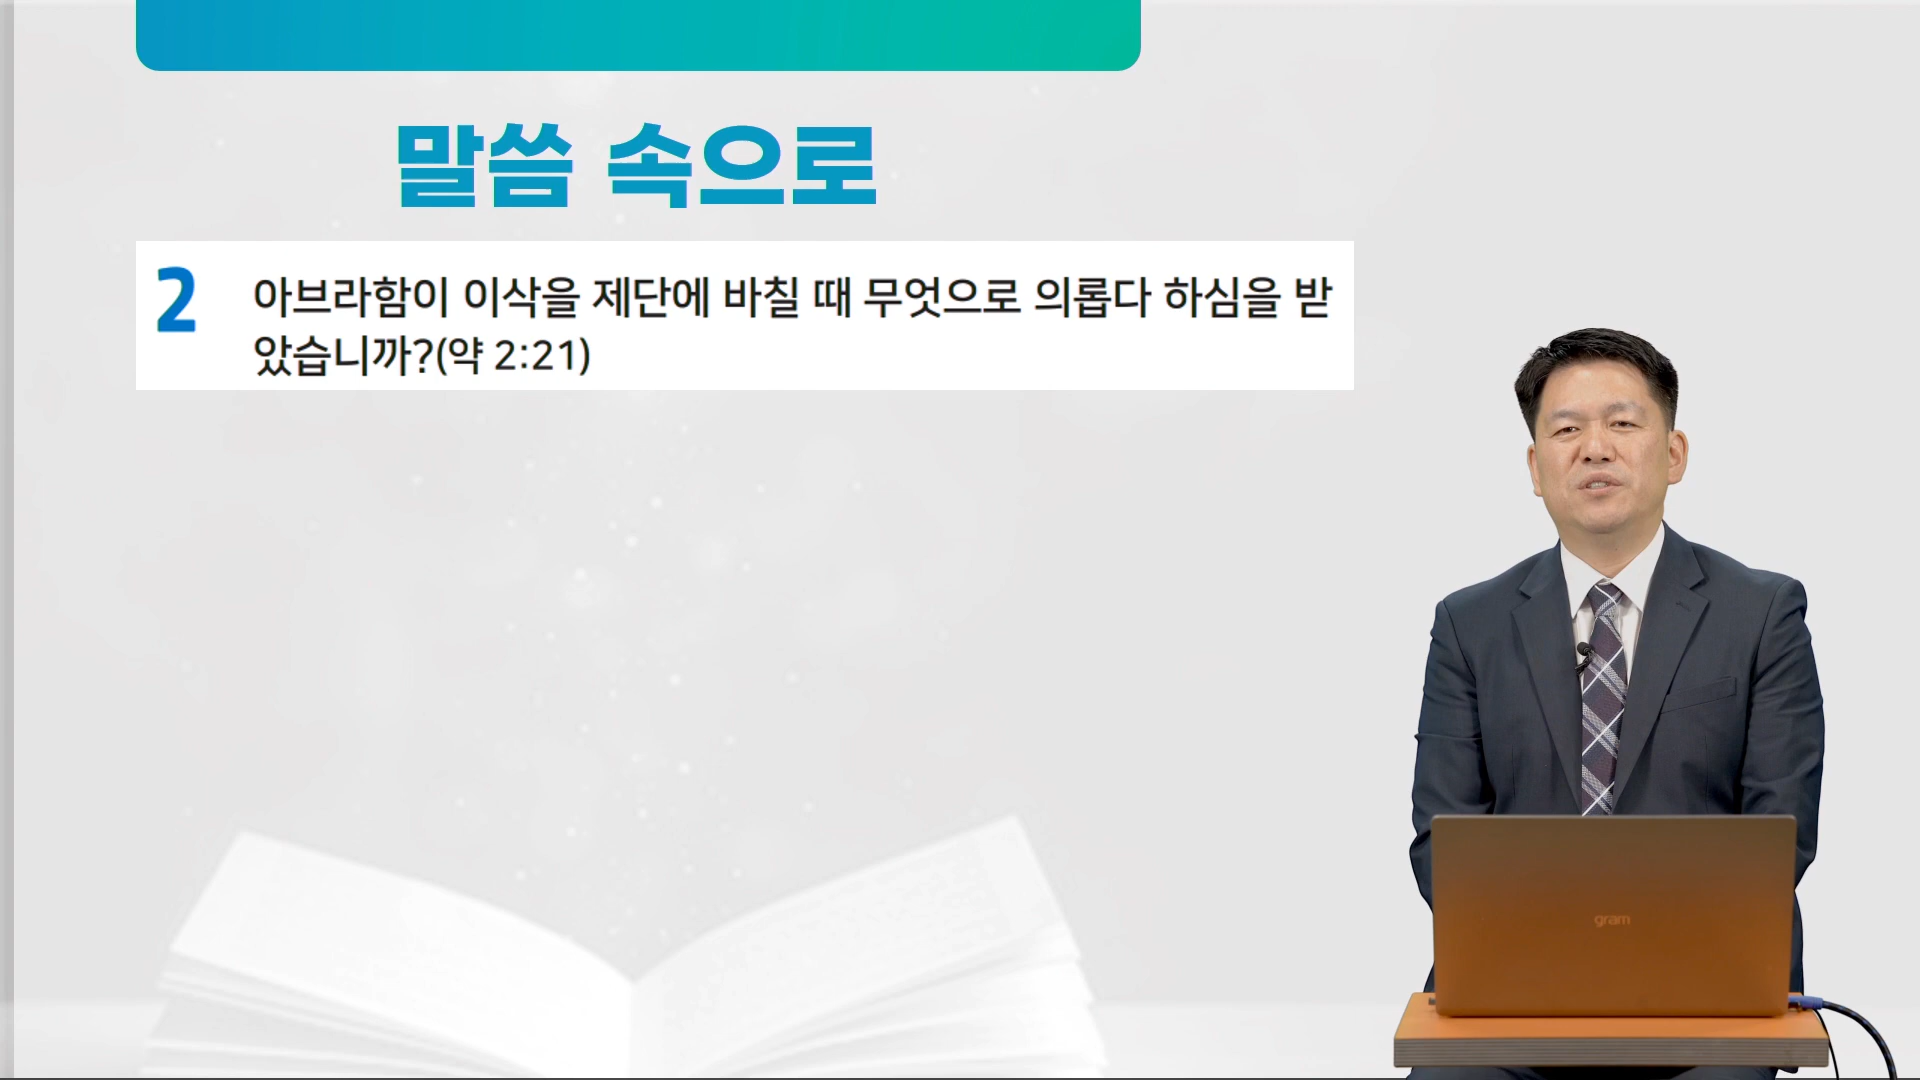 말씀 속으로
2 아브라함이 이삭을 제단에 바칠 때 무엇으로 의롭다 하심을 받
았습니까?(약 2:21)
gram